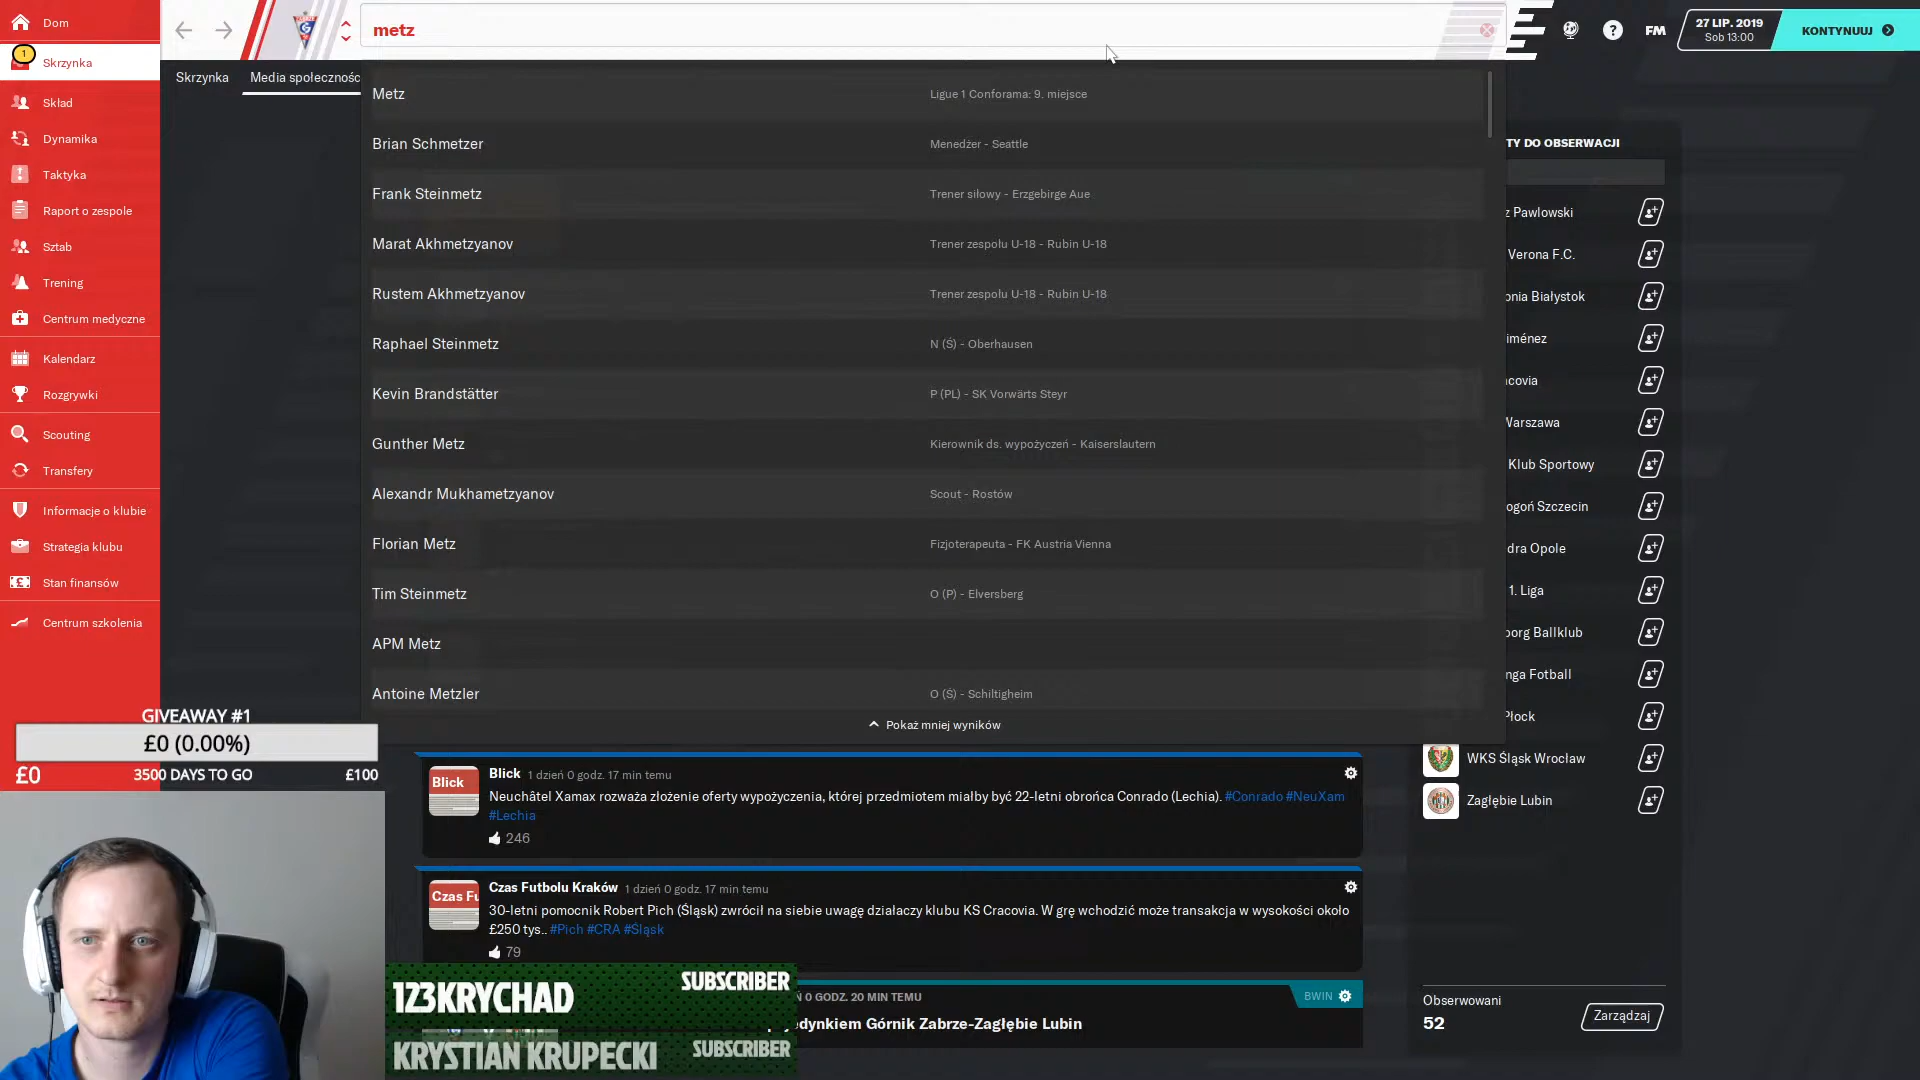 Dom
1
Skrzynka
Skład
Dynamika
Taktyka
Raport o zespole
Sztab
Trening
Centrum medyczne
Kalendarz
Rozgrywki
Scouting
Transfery
Informacje o klubie
Strategia klubu
Stan finansów
Centrum szkolenia
metz
?
FM
27 LIP. 2019
Sob 13:00
KONTYNUUJ
Skrzynka
Media społecznośc
Metz
Ligue 1 Conforama: 9. miejsce
Brian Schmetzer
Menedżer - Seattle
Frank Steinmetz
Trener siłowy - Erzgebirge Aue
Marat Akhmetzyanov
Trener zespołu U-18 - Rubin U-18
Rustem Akhmetzyanov
Trener zespołu U-18 - Rubin U-18
Raphael Steinmetz
N (Ś) - Oberhausen
Kevin Brandstätter
P (PL) - SK Vorwärts Steyr
Gunther Metz
Kierownik ds. wypożyczeń - Kaiserslautern
Alexandr Mukhametzyanov
Scout - Rostów
Florian Metz
Fizjoterapeuta - FK Austria Vienna
Tim Steinmetz
O (P) - Elversberg
APM Metz
Antoine Metzler
O (Ś) - Schiltigheim
Pokaż mniej wyników
TY DO OBSERWACJI
z Pawlowski
Verona F.C.
onia Białystok
iménez
covia
Warszawa
Klub Sportowy
ogoń Szczecin
dra Opole
1. Liga
borg Ballklub
nga Fotball
Płock
WKS Śląsk Wrocław
Zagłębie Lubin
Obserwowani
52
Zarządzaj
Blick
Blick 1 dzień 0 godz. 17 min temu
Neuchâtel Xamax rozważa złożenie oferty wypożyczenia, której przedmiotem miałby być 22-letni obrońca Conrado (Lechia). #Conrado #NeuXam
#Lechia
246
Czas Fu
Czas Futbolu Kraków 1 dzień 0 godz. 17 min temu
30-letni pomocnik Robert Pich (Śląsk) zwrócił na siebie uwagę działaczy klubu KS Cracovia. W grę wchodzić może transakcja w wysokości około
£250 tys.. #Pich #CRA #Śląsk
79
Ń 0 GODZ. 20 MIN TEMU
BWIN
jedynkiem Górnik Zabrze-Zagłębie Lubin
GIVEAWAY #1
£0 (0.00%)
£0
3500 DAYS TO GO
£100
123KRYCHAD
SUBSCRIBER
KRYSTIAN KRUPECKI
SUBSCRIBER